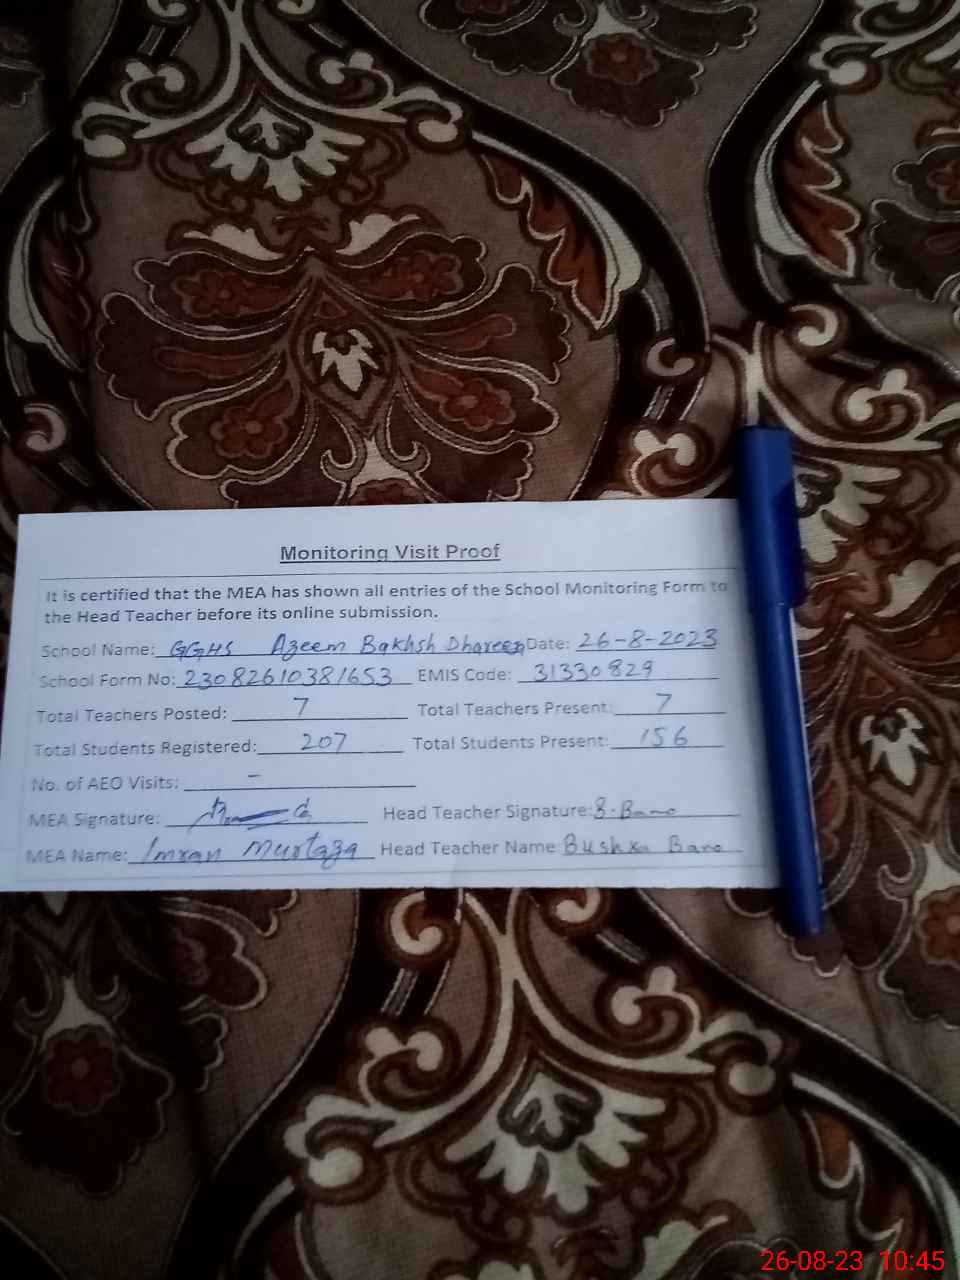 Monitoring Visit Proof
It is certified that the MEA has shown all entries of the School Monitoring Form to
the Head Teacher before its online submission.
School Name: GGHS Azeem Bakhsh Dhareeja Date: 26-8-2023
School Form No: 23082610381653 EMIS Code: 31330829
Total Teachers Posted: 7 Total Teachers Present: 7
Total Students Registered: 207 Total Students Present: 156
No. of AEO Visits: -
MEA Signature: Head Teacher Signature: B. Bano
MEA Name: Imran Murtaza Head Teacher Name: Bushra Bano
26-08-23 10:45